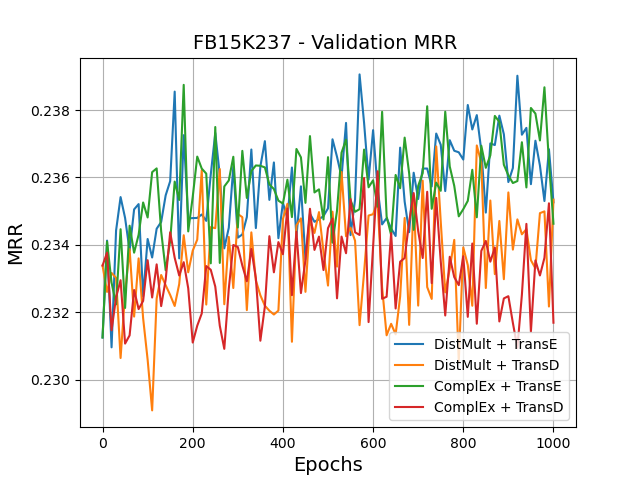 FB15K237 - Validation MRR
MRR
0.238
0.236
0.234
0.232
0.230
0
200
400
600
800
1000
Epochs
DistMult + TransE
DistMult + TransD
ComplEx + TransE
ComplEx + TransD